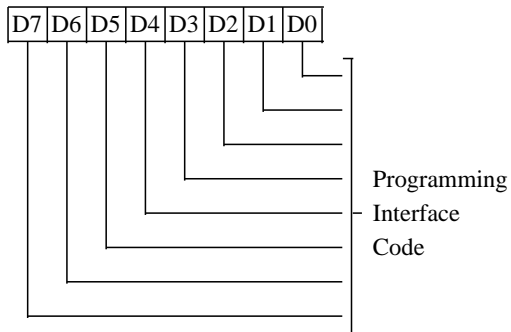 D7 D6 D5 D4 D3 D2 D1 D0
Programming
Interface
Code